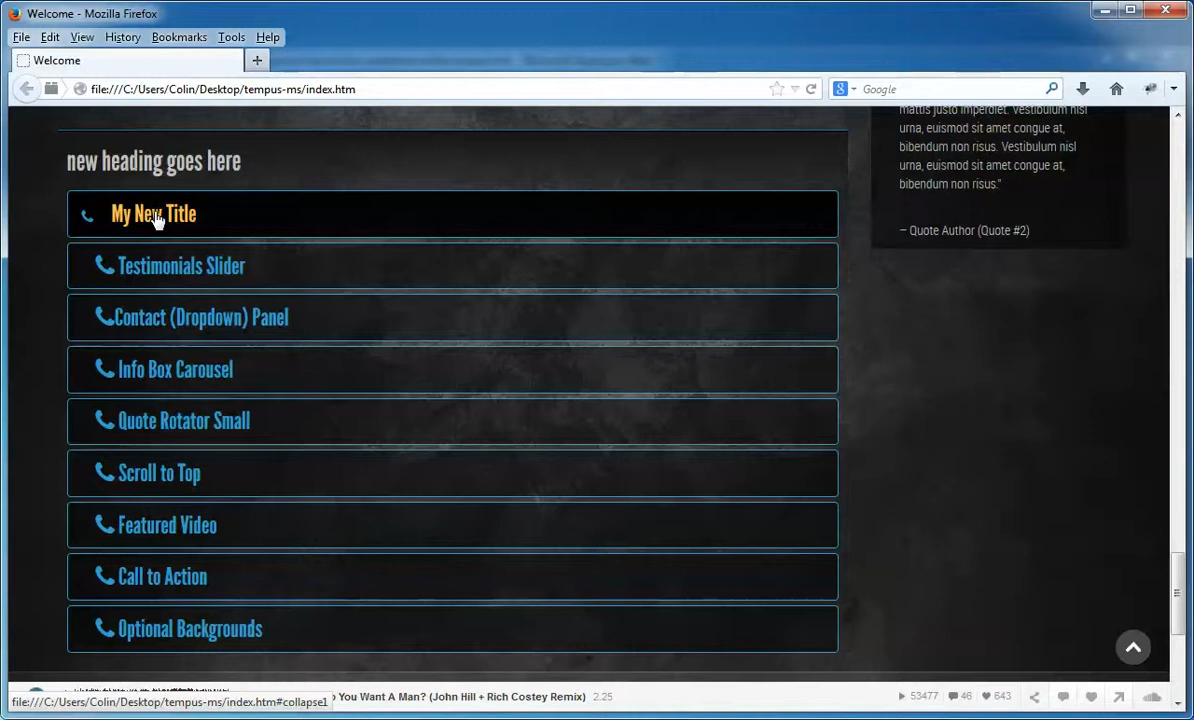 Welcome - Mozilla Firefox
File Edit View History Bookmarks Tools Help
Welcome
file:///C:/Users/Colin/Desktop/tempus-ms/index.htm
Google
mattis justo imperdiet. Vestibulum nisl
urna, euismod sit amet congue at,
bibendum non risus. Vestibulum nisl
urna, euismod sit amet congue at,
bibendum non risus."
– Quote Author (Quote #2)
new heading goes here
My New Title
Testimonials Slider
Contact (Dropdown) Panel
Info Box Carousel
Quote Rotator Small
Scroll to Top
Featured Video
Call to Action
Optional Backgrounds
You Want A Man? (John Hill + Rich Costey Remix) 2.25
53477 46 643
file:///C:/Users/Colin/Desktop/tempus-ms/index.htm#collapse1